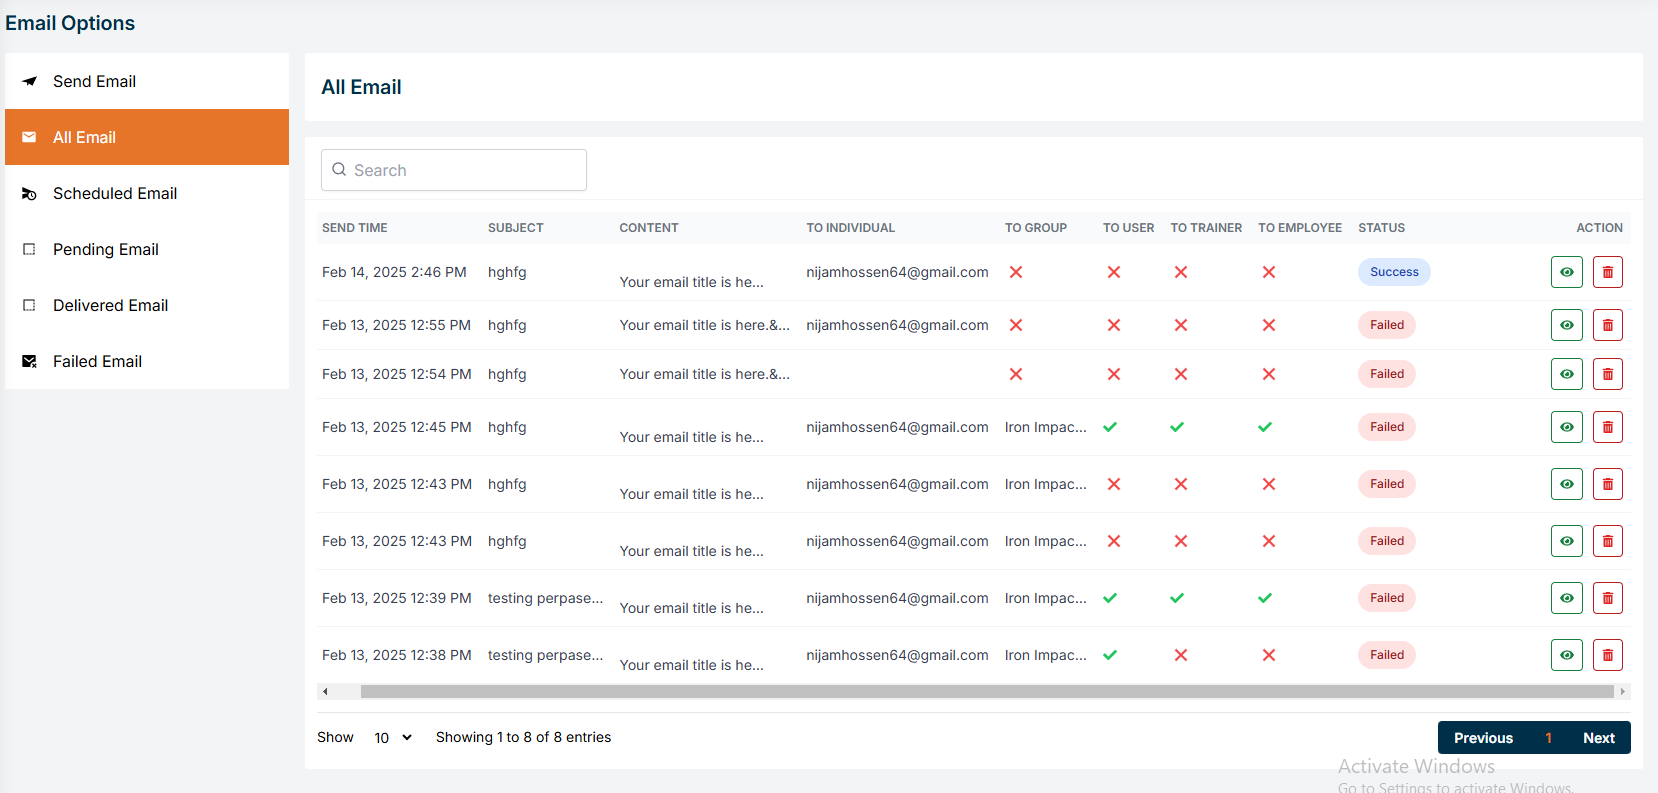 Email Options
Send Email
All Email
Scheduled Email
Pending Email
Delivered Email
Failed Email
All Email
Search
SEND TIME SUBJECT CONTENT TO INDIVIDUAL TO GROUP TO USER TO TRAINER TO EMPLOYEE STATUS ACTION
Feb 14, 2025 2:46 PM hghfg Your email title is he... nijamhossen64@gmail.com Success
Feb 13, 2025 12:55 PM hghfg Your email title is here.&... nijamhossen64@gmail.com Failed
Feb 13, 2025 12:54 PM hghfg Your email title is here.&... Failed
Feb 13, 2025 12:45 PM hghfg Your email title is he... nijamhossen64@gmail.com Iron Impac... Failed
Feb 13, 2025 12:43 PM hghfg Your email title is he... nijamhossen64@gmail.com Iron Impac... Failed
Feb 13, 2025 12:43 PM hghfg Your email title is he... nijamhossen64@gmail.com Iron Impac... Failed
Feb 13, 2025 12:39 PM testing perpase... Your email title is he... nijamhossen64@gmail.com Iron Impac... Failed
Feb 13, 2025 12:38 PM testing perpase... Your email title is he... nijamhossen64@gmail.com Iron Impac... Failed
Show 10 Showing 1 to 8 of 8 entries Previous 1 Next
Activate Windows
Go to Settings to activate Windows.